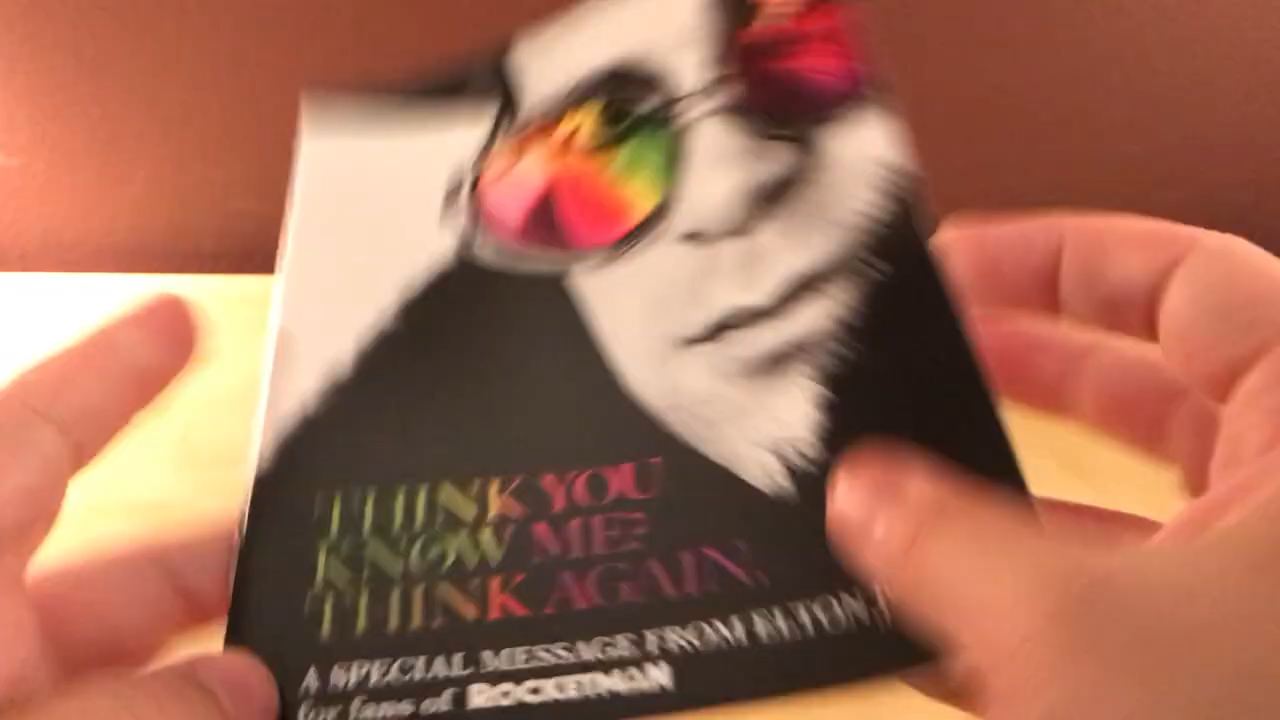 THINK YOU
KNOW ME?
THINK AGAIN.
A SPECIAL MESSAGE FROM ELTON
for fans of ROCKETMAN